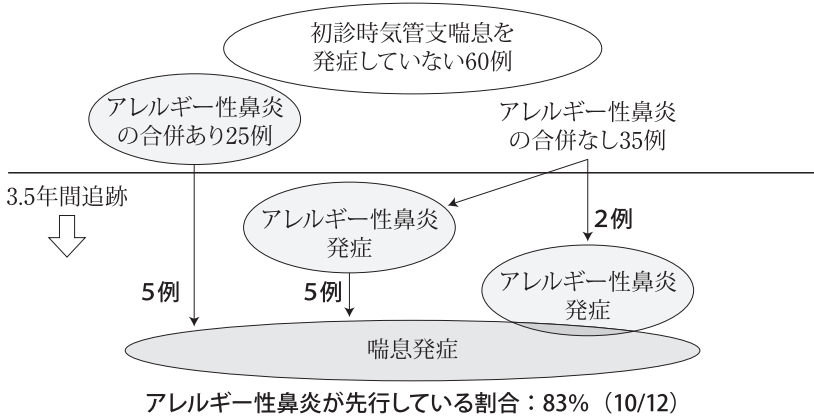 初診時気管支喘息を
発症していない60例
アレルギー性鼻炎
の合併あり25例
アレルギー性鼻炎
の合併なし35例
3.5年間追跡
アレルギー性鼻炎
発症
2例
アレルギー性鼻炎
発症
5例
5例
喘息発症
アレルギー性鼻炎が先行している割合：83%（10/12）